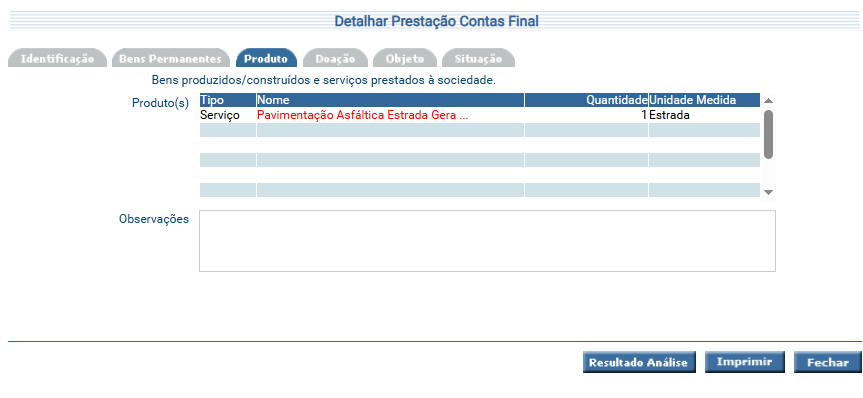 Detalhar Prestação Contas Final
Identificação Bens Permanentes Produto Doação Objeto Situação
Bens produzidos/construídos e serviços prestados à sociedade.
Produto(s) Tipo Nome Quantidade Unidade Medida
Serviço Pavimentação Asfáltica Estrada Gera ... 1 Estrada
Observações
Resultado Análise Imprimir Fechar